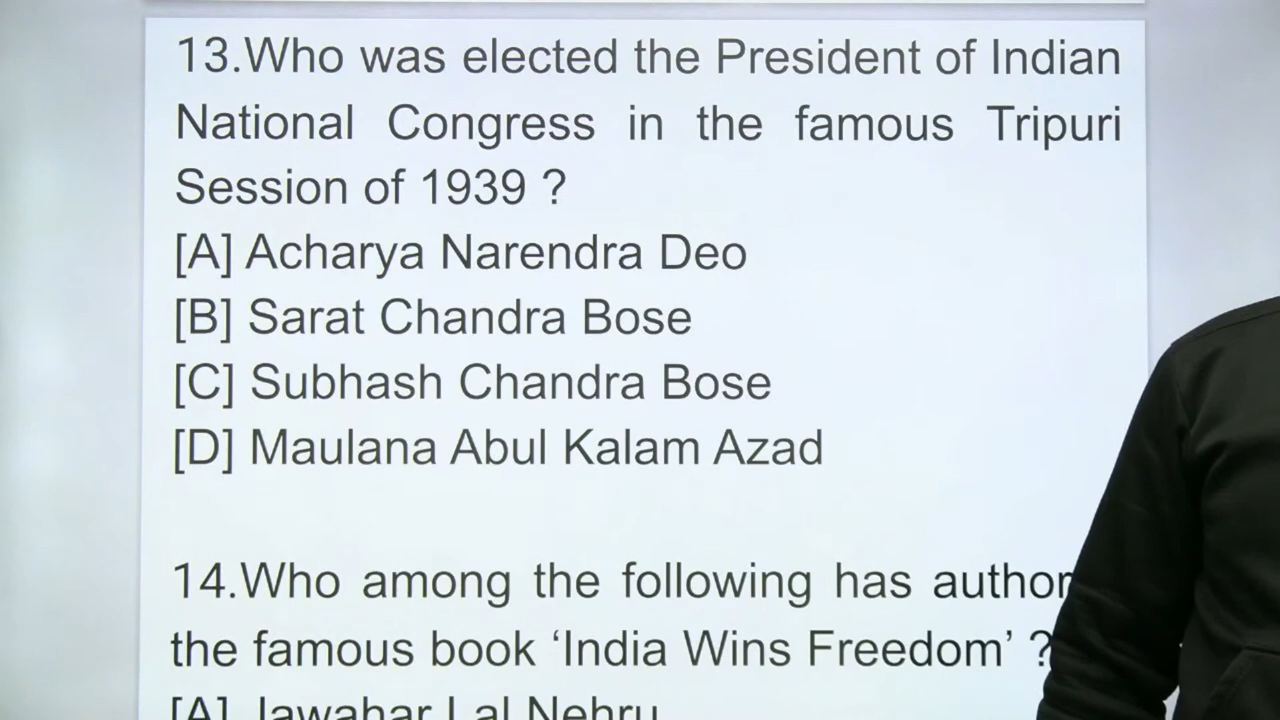 13.Who was elected the President of Indian
National Congress in the famous Tripuri
Session of 1939 ?
[A] Acharya Narendra Deo
[B] Sarat Chandra Bose
[C] Subhash Chandra Bose
[D] Maulana Abul Kalam Azad
14.Who among the following has author
the famous book ‘India Wins Freedom’ ?
[A] Jawahar Lal Nehru